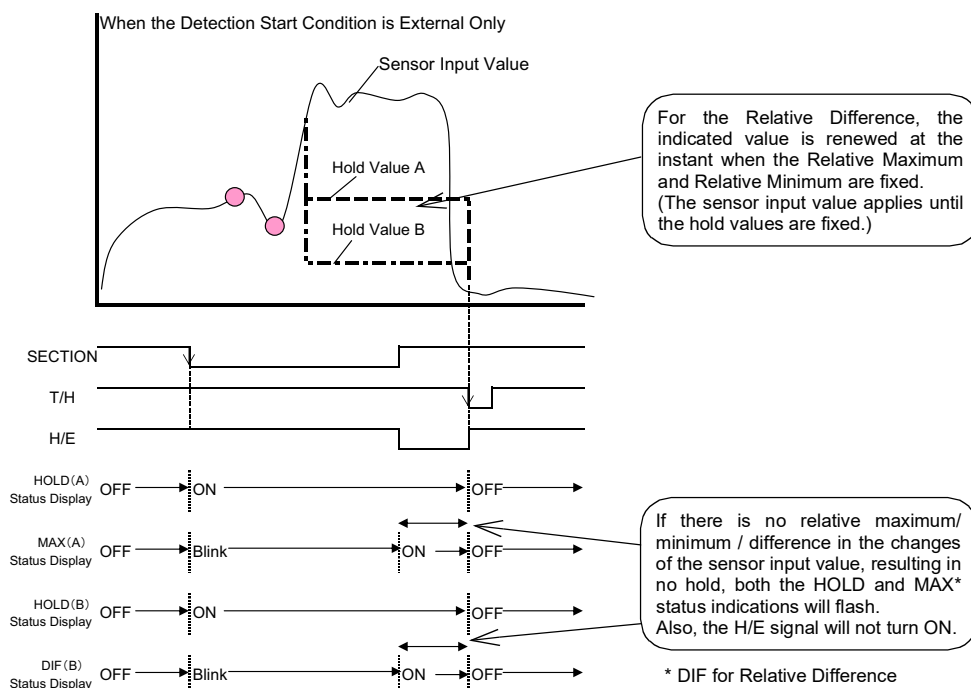 When the Detection Start Condition is External Only
Sensor Input Value
For the Relative Difference, the
indicated value is renewed at the
instant when the Relative Maximum
and Relative Minimum are fixed.
(The sensor input value applies until
the hold values are fixed.)
Hold Value A
Hold Value B
SECTION
T/H
H/E
HOLD(A)
Status Display OFF ON OFF
MAX(A)
Status Display OFF Blink ON OFF
HOLD(B)
Status Display OFF ON OFF
DIF(B)
Status Display OFF Blink ON OFF
If there is no relative maximum/
minimum / difference in the changes
of the sensor input value, resulting in
no hold, both the HOLD and MAX*
status indications will flash.
Also, the H/E signal will not turn ON.
* DIF for Relative Difference